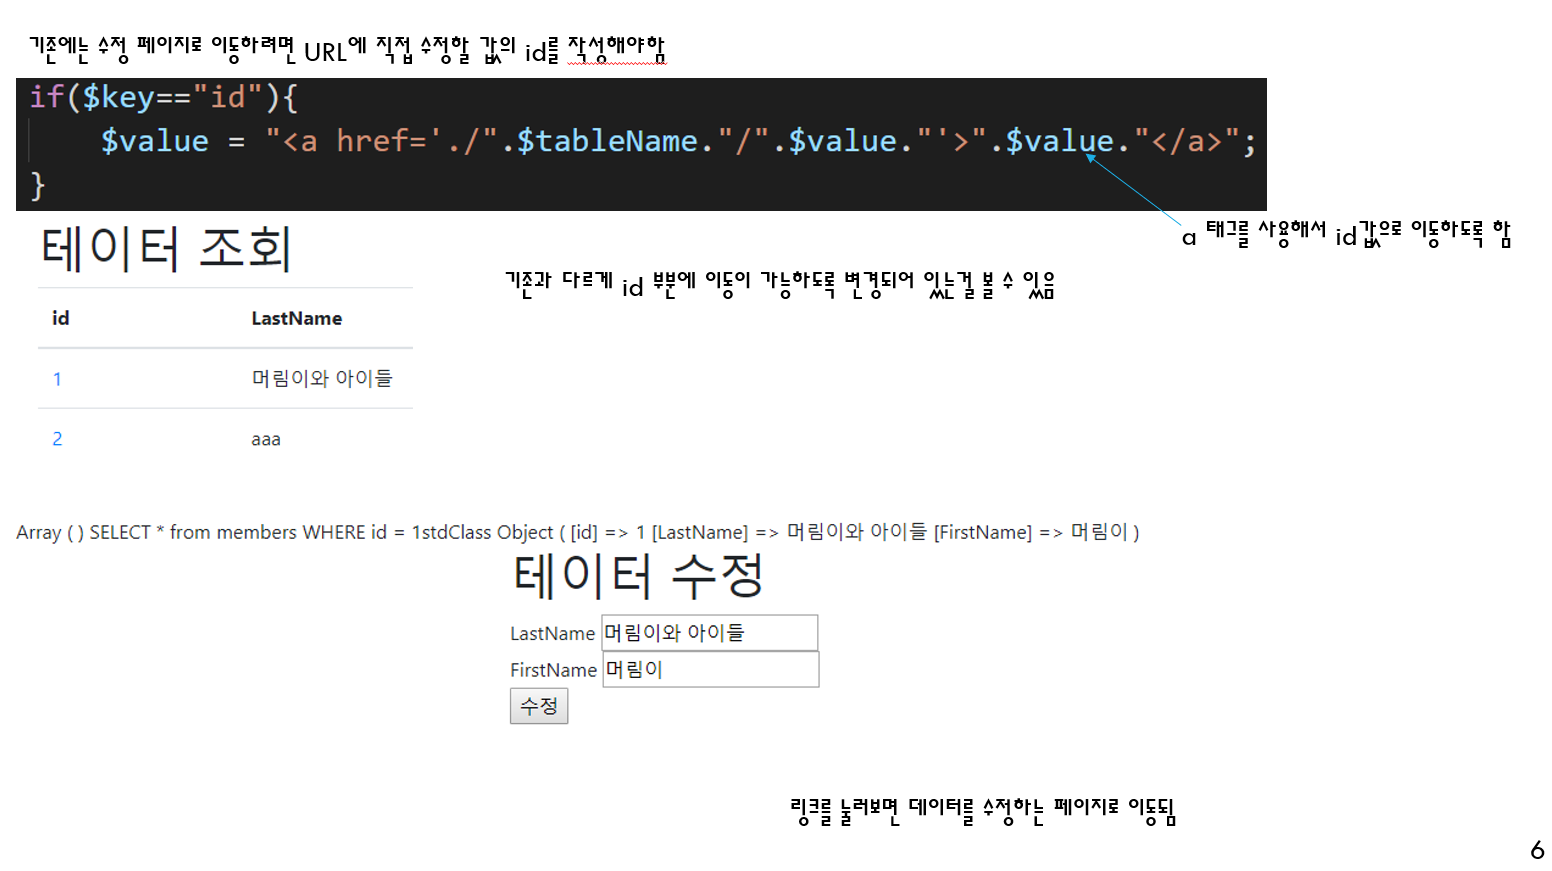 기존에는 수정 페이지로 이동하려면 URL에 직접 수정할 값의 id를 작성해야함
if($key=="id"){
$value = "<a href='./".$tableName."/".$value."'>".$value."</a>";
}
a 태그를 사용해서 id값으로 이동하도록 함
데이터 조회
기존과 다르게 id 부분에 이동이 가능하도록 변경되어 있는걸 볼 수 있음
id LastName
1 머림이와 아이들
2 aaa
Array ( ) SELECT * from members WHERE id = 1stdClass Object ( [id] => 1 [LastName] => 머림이와 아이들 [FirstName] => 머림이 )
데이터 수정
LastName 머림이와 아이들
FirstName 머림이
수정
링크를 눌러보면 데이터를 수정하는 페이지로 이동됨
6